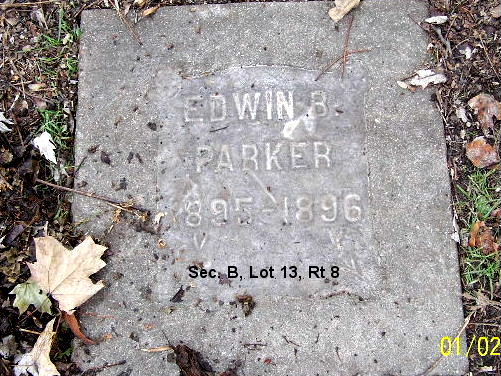 EDWIN B.
PARKER
1895-1896
Sec. B, Lot 13, Rt 8
01/02